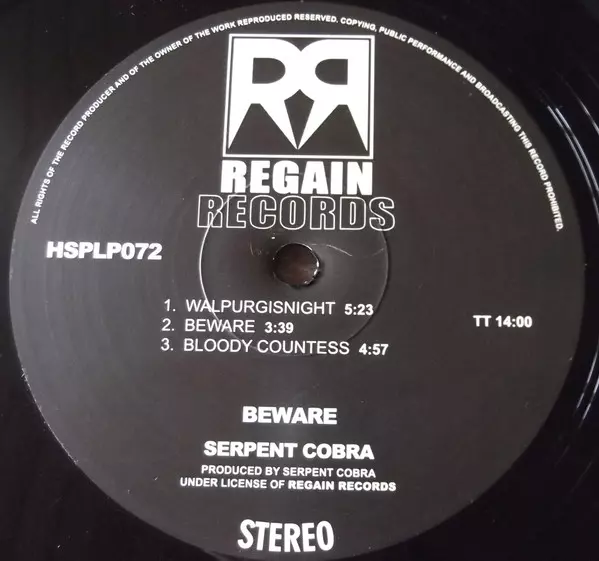 ALL RIGHTS OF THE RECORD PRODUCER AND OF THE OWNER OF THE WORK REPRODUCED RESERVED. COPYING, PUBLIC PERFORMANCE AND BROADCASTING THIS RECORD PROHIBITED.
RR
REGAIN
RECORDS
HSPLP072
1. WALPURGISNIGHT 5:23
2. BEWARE 3:39
3. BLOODY COUNTESS 4:57
TT 14:00
BEWARE
SERPENT COBRA
PRODUCED BY SERPENT COBRA
UNDER LICENSE OF REGAIN RECORDS
STEREO